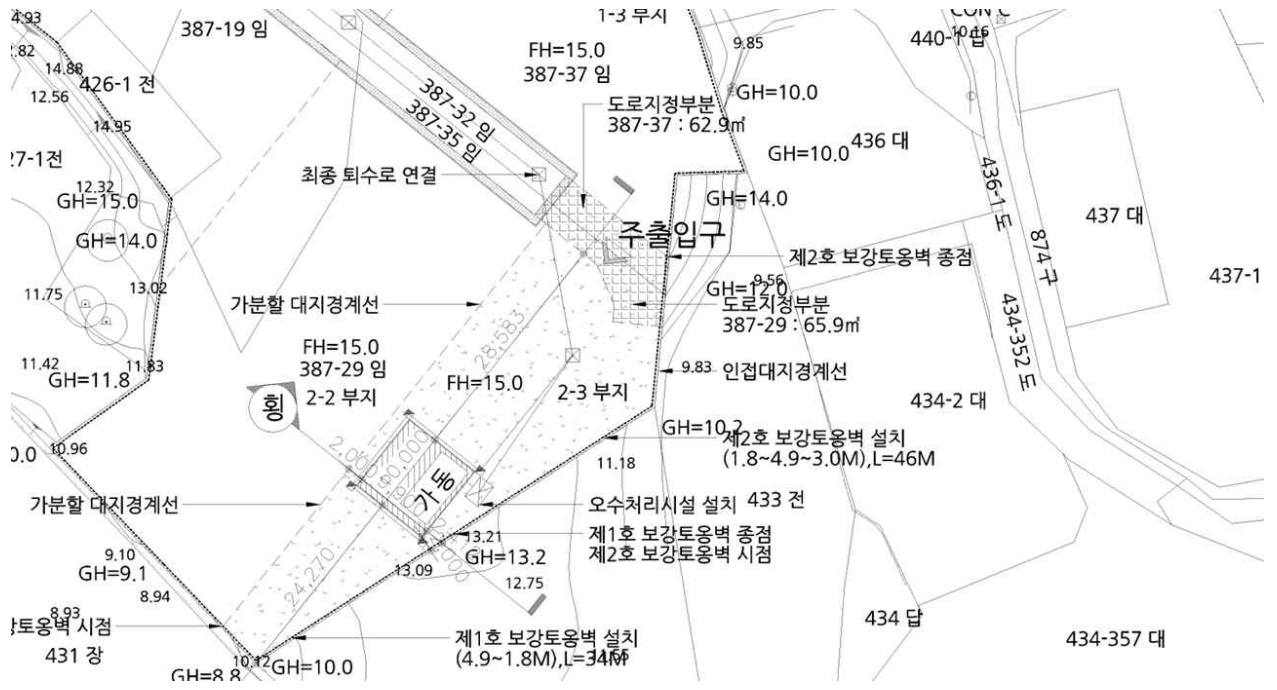 387-19 임
1-3 부지
FH=15.0
387-37 임
도로지정부분
387-37 : 62.9㎡
9.85
GH=10.0
440-1 답
10.16
14.88
426-1 전
12.56
14.95
387-32 임
387-35 임
GH=10.0
436 대
436-1 도
437 대
12.32
GH=15.0
GH=14.0
최종 퇴수로 연결
GH=14.0
주출입구
제2호 보강토옹벽 종점
874 구
437-1
11.75
13.02
가분할 대지경계선
9.56
GH=12.0
도로지정부분
387-29 : 65.9㎡
434-352 도
28.583
FH=15.0
387-29 임
2-2 부지
11.42
11.83
GH=11.8
횡
FH=15.0
2-3 부지
9.83
인접대지경계선
434-2 대
10.96
GH=10.2
제2호 보강토옹벽 설치
(1.8~4.9~3.0M),L=46M
11.18
2.000
가동
가분할 대지경계선
오수처리시설 설치
433 전
제1호 보강토옹벽 종점
제2호 보강토옹벽 시점
13.21
GH=13.2
13.09
12.75
9.10
GH=9.1
8.94
24.270
8.93
토옹벽 시점
431 장
434 답
434-357 대
제1호 보강토옹벽 설치
(4.9~1.8M),L=34M
10.12
GH=10.0
GH=8.8